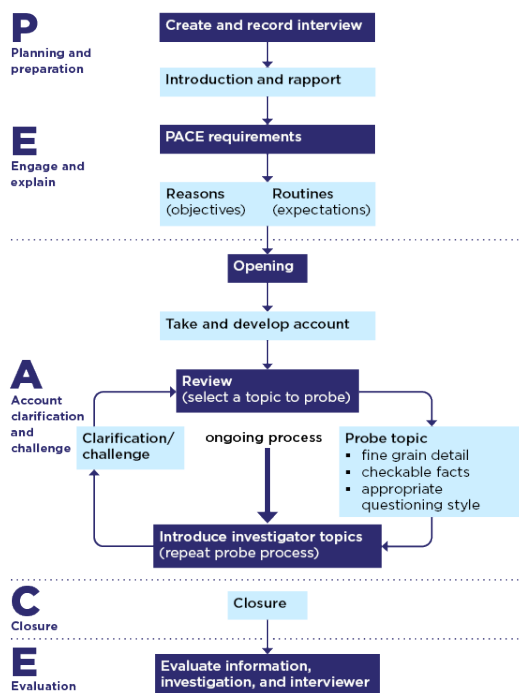 P
Planning and
preparation
Create and record interview
Introduction and rapport
E
Engage and
explain
PACE requirements
Reasons
(objectives)
Routines
(expectations)
Opening
Take and develop account
A
Account
clarification
and
challenge
Review
(select a topic to probe)
Clarification/
challenge
ongoing process
Probe topic
▪ fine grain detail
▪ checkable facts
▪ appropriate
questioning style
Introduce investigator topics
(repeat probe process)
C
Closure
Closure
E
Evaluation
Evaluate information,
investigation, and interviewer